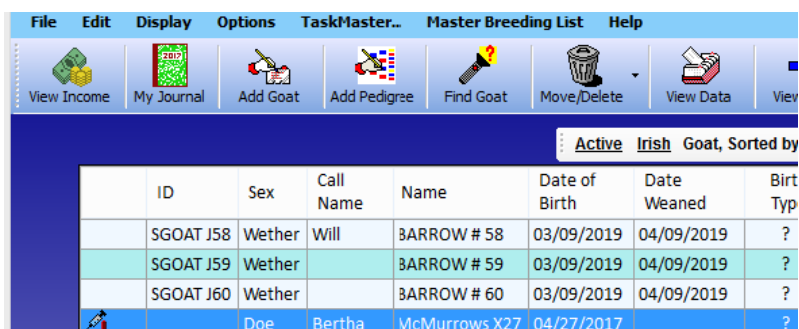 File Edit Display Options TaskMaster... Master Breeding List Help
2017
View Income My Journal Add Goat Add Pedigree Find Goat Move/Delete View Data View
Active Irish Goat, Sorted by
ID Sex Call Name Name Date of Birth Date Weaned Birt Typ
SGOAT J58 Wether Will BARROW # 58 03/09/2019 04/09/2019 ?
SGOAT J59 Wether BARROW # 59 03/09/2019 04/09/2019 ?
SGOAT J60 Wether BARROW # 60 03/09/2019 04/09/2019 ?
Doe Bertha McMurrows X27 04/27/2017 ?